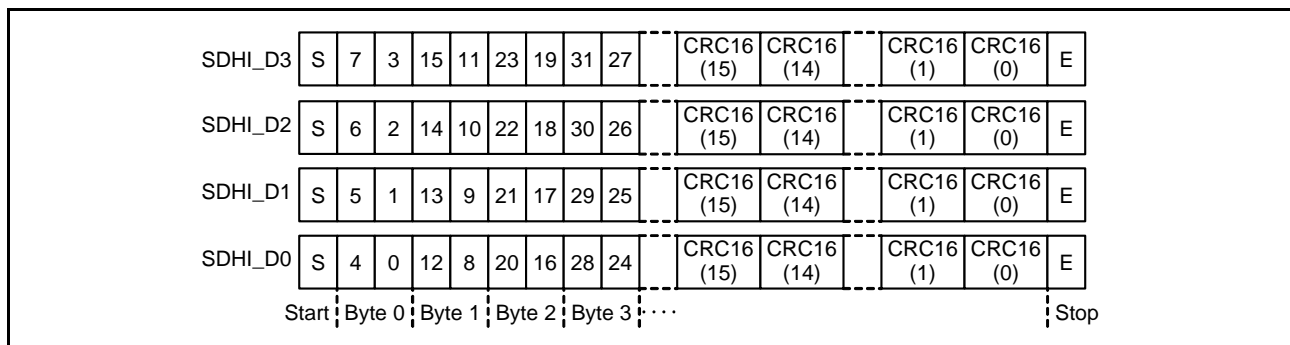 SDHI_D3 S 7 3 15 11 23 19 31 27 CRC16 (15) CRC16 (14) CRC16 (1) CRC16 (0) E
SDHI_D2 S 6 2 14 10 22 18 30 26 CRC16 (15) CRC16 (14) CRC16 (1) CRC16 (0) E
SDHI_D1 S 5 1 13 9 21 17 29 25 CRC16 (15) CRC16 (14) CRC16 (1) CRC16 (0) E
SDHI_D0 S 4 0 12 8 20 16 28 24 CRC16 (15) CRC16 (14) CRC16 (1) CRC16 (0) E
Start Byte 0 Byte 1 Byte 2 Byte 3 ···· Stop